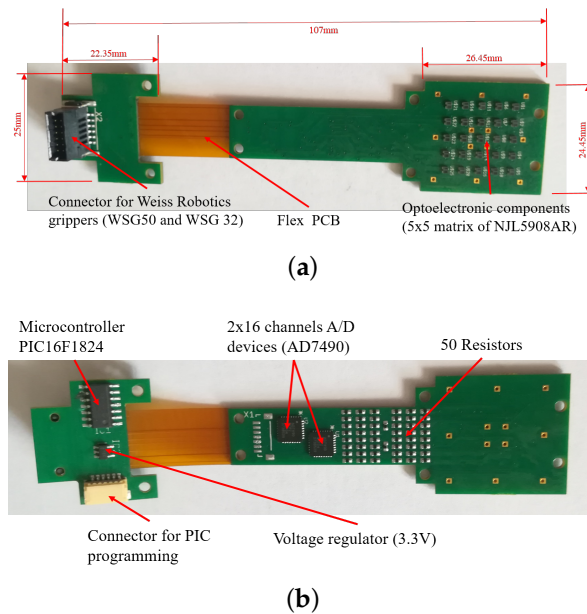 107mm
22.35mm
26.45mm
25mm
24.45mm
X2
Connector for Weiss Robotics
grippers (WSG50 and WSG 32)
Flex PCB
Optoelectronic components
(5x5 matrix of NJL5908AR)
(a)
Microcontroller
PIC16F1824
2x16 channels A/D
devices (AD7490)
50 Resistors
X1
Connector for PIC
programming
Voltage regulator (3.3V)
(b)